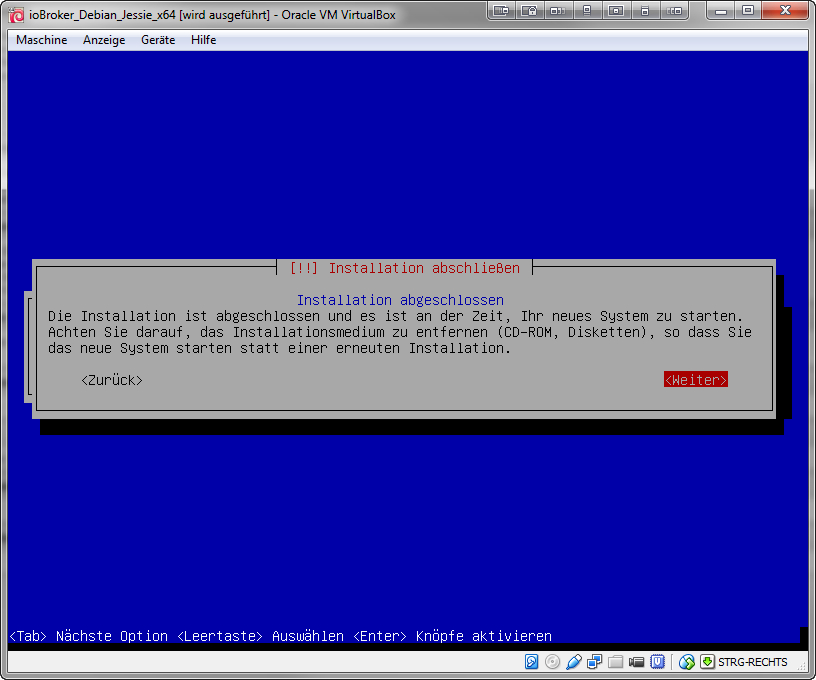 ioBroker_Debian_Jessie_x64 [wird ausgeführt] - Oracle VM VirtualBox
Maschine Anzeige Geräte Hilfe
[!!] Installation abschließen
Installation abgeschlossen
Die Installation ist abgeschlossen und es ist an der Zeit, Ihr neues System zu starten.
Achten Sie darauf, das Installationsmedium zu entfernen (CD-ROM, Disketten), so dass Sie
das neue System starten statt einer erneuten Installation.
<Zurück> <Weiter>
<Tab> Nächste Option <Leertaste> Auswählen <Enter> Knöpfe aktivieren
STRG-RECHTS